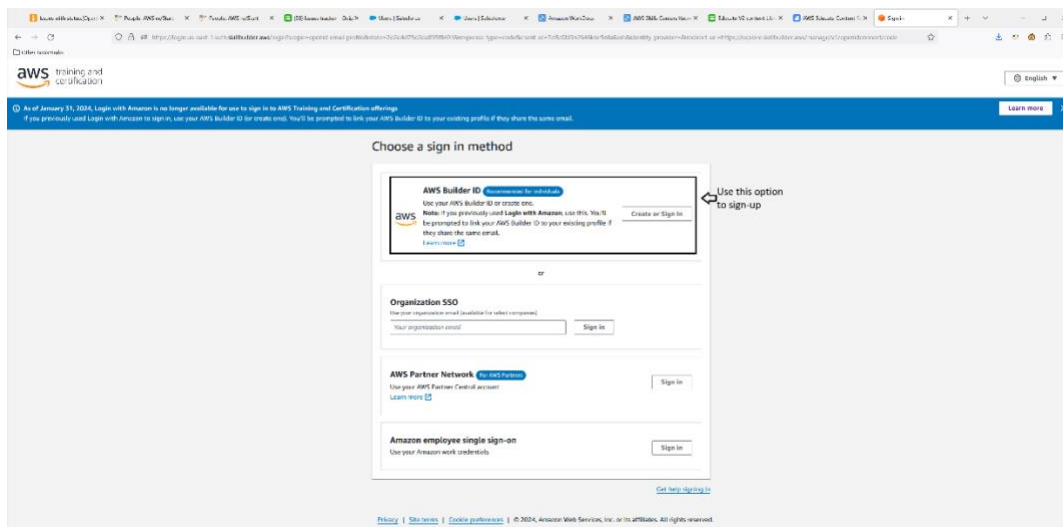 Other bookmarks
aws training and certification
English
As of January 31, 2024, Login with Amazon is no longer available for use to sign in to AWS Training and Certification offerings
If you previously used Login with Amazon to sign in, use your AWS Builder ID (or create one). You'll be prompted to link your AWS Builder ID to your existing profile if they share the same email.
Learn more
Choose a sign in method
AWS Builder ID Recommended for individuals
Use your AWS Builder ID or create one.
Note: If you previously used Login with Amazon, use this. You'll
be prompted to link your AWS Builder ID to your existing profile if
they share the same email.
Learn more
aws
Create or Sign in
Use this option
to sign-up
or
Organization SSO
Use your organization email (available for select companies)
Your organization email
Sign in
AWS Partner Network For AWS Partners
Use your AWS Partner Central account
Learn more
Sign in
Amazon employee single sign-on
Use your Amazon work credentials
Sign in
Get help signing in
Privacy | Site terms | Cookie preferences | © 2024, Amazon Web Services, Inc. or its affiliates. All rights reserved.